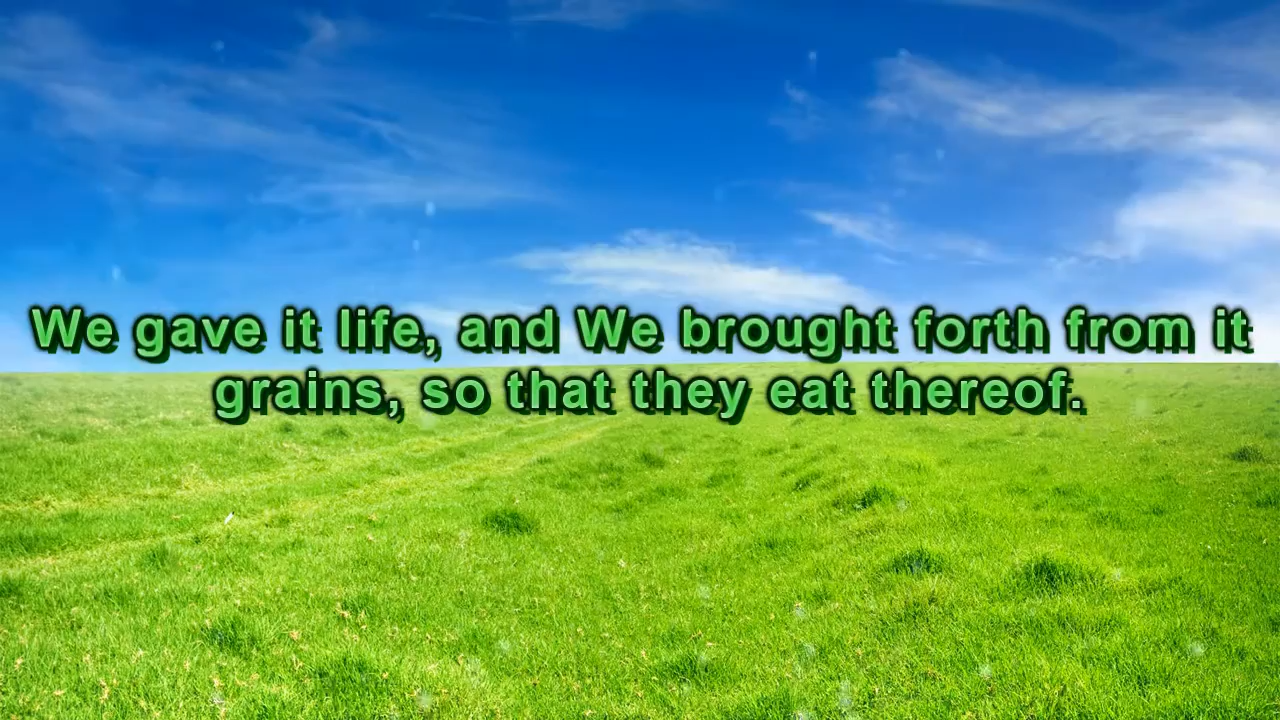 We gave it life, and We brought forth from it
grains, so that they eat thereof.